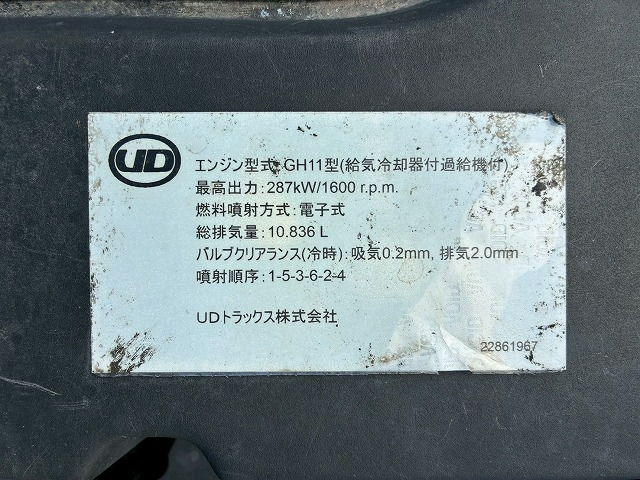 UD
エンジン型式: GH11型(給気冷却器付過給機付)
最高出力:287kW/1600 r.p.m.
燃料噴射方式:電子式
総排気量:10.836 L
バルブクリアランス(冷時):吸気0.2mm, 排気2.0mm
噴射順序:1-5-3-6-2-4
UDトラックス株式会社
22861967